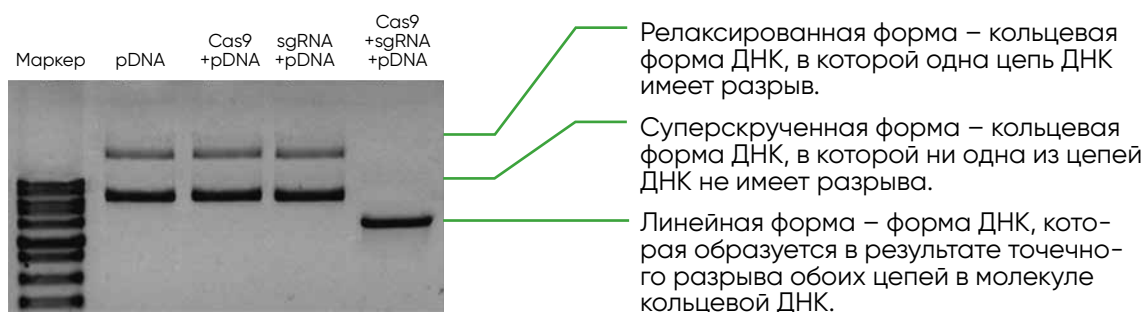 Маркер
pDNA
Cas9
+pDNA
sgRNA
+pDNA
Cas9
+sgRNA
+pDNA
Релаксированная форма – кольцевая
форма ДНК, в которой одна цепь ДНК
имеет разрыв.
Суперскрученная форма – кольцевая
форма ДНК, в которой ни одна из цепей
ДНК не имеет разрыва.
Линейная форма – форма ДНК, кото-
рая образуется в результате точечно-
го разрыва обоих цепей в молекуле
кольцевой ДНК.